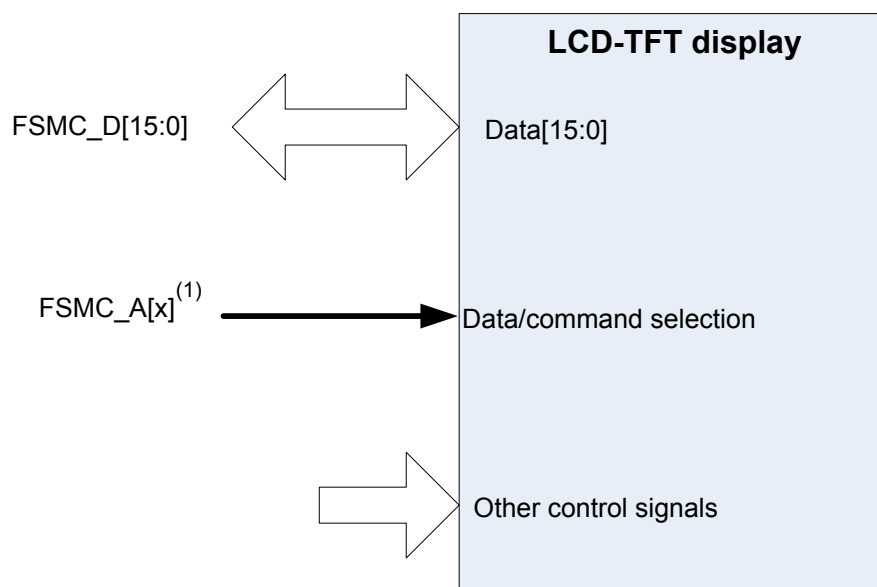 LCD-TFT display
FSMC_D[15:0]
Data[15:0]
FSMC_A[x](1)
Data/command selection
Other control signals